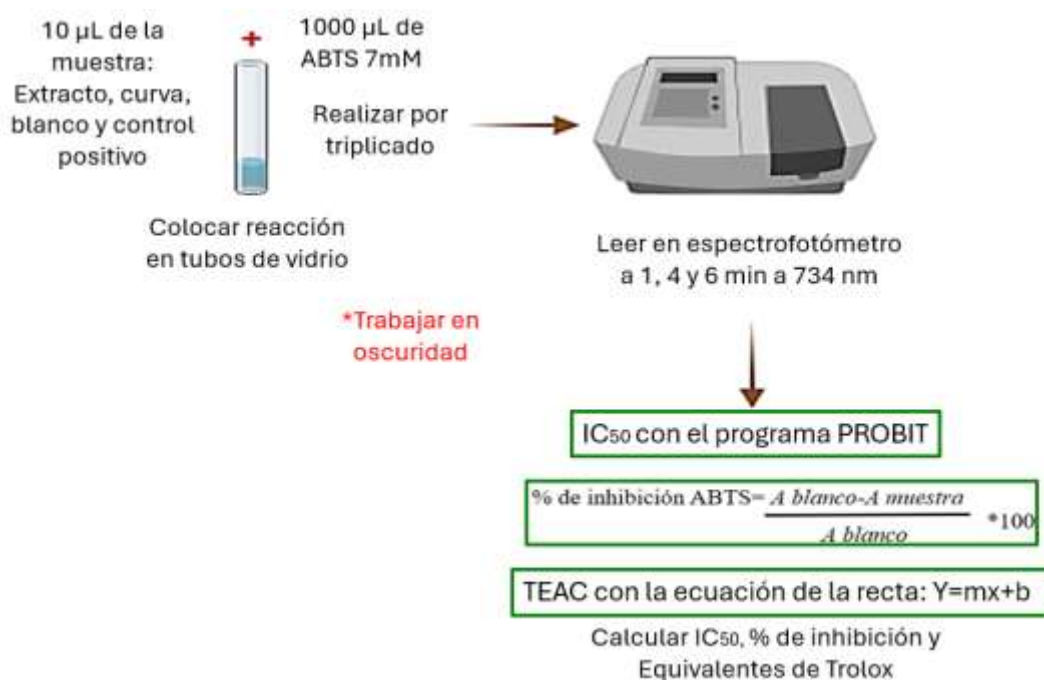 10 µL de la
muestra:
Extracto, curva,
blanco y control
positivo
+
1000 µL de
ABTS 7mM
Realizar por
triplicado
Colocar reacción
en tubos de vidrio
*Trabajar en
oscuridad
Leer en espectrofotómetro
a 1, 4 y 6 min a 734 nm
IC₅₀ con el programa PROBIT
% de inhibición ABTS= A blanco-A muestra
*100
A blanco
TEAC con la ecuación de la recta: Y=mx+b
Calcular IC₅₀, % de inhibición y
Equivalentes de Trolox